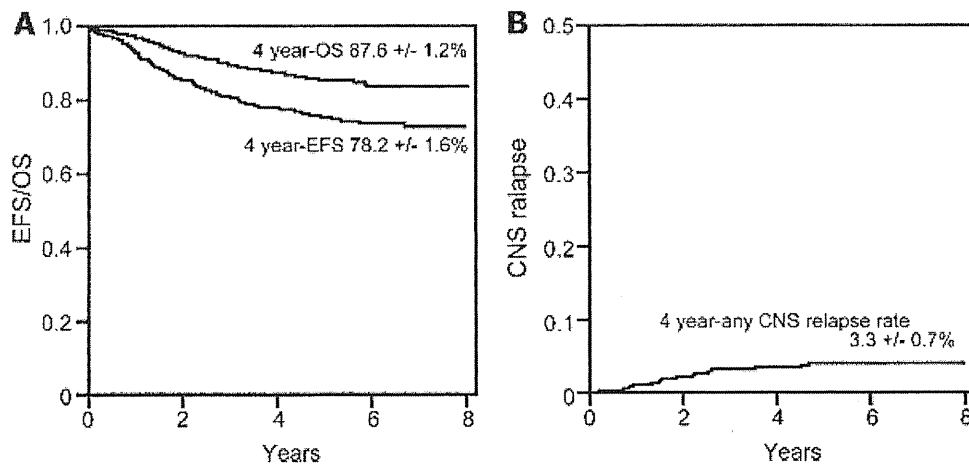 A
1.0
0.8
0.6
0.4
0.2
0
EFS/OS
4 year-OS 87.6 +/- 1.2%
4 year-EFS 78.2 +/- 1.6%
0 2 4 6 8
Years
B
0.5
0.4
0.3
0.2
0.1
0
CNS ralapse
4 year-any CNS relapse rate
3.3 +/- 0.7%
0 2 4 6 8
Years